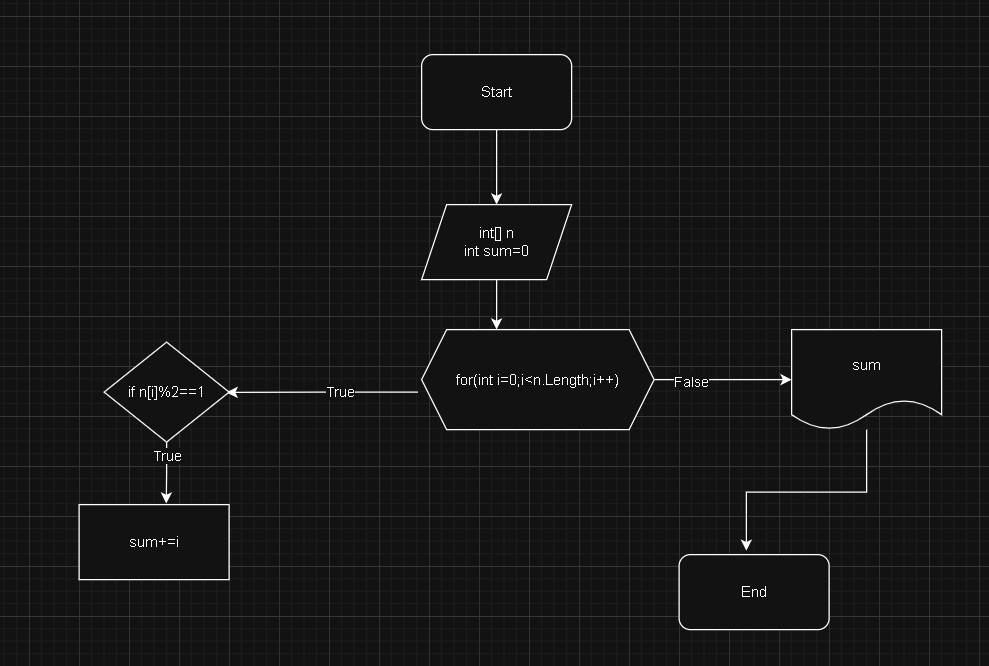 Start
int[] n
int sum=0
for(int i=0;i<n.Length;i++)
True
False
if n[i]%2==1
True
sum+=i
sum
End